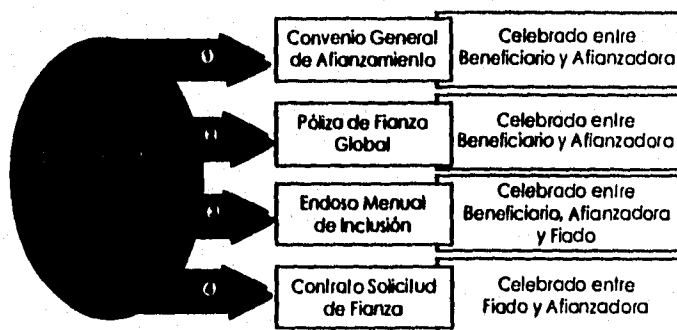 Convenio General
de Afianzamiento
Celebrado entre
Beneficiario y Afianzadora
Póliza de Fianza
Global
Celebrado entre
Beneficiario y Afianzadora
Endoso Menual
de Inclusión
Celebrado entre
Beneficiario, Afianzadora
y Fiado
Contrato Solicitud
de Fianza
Celebrado entre
Fiado y Afianzadora